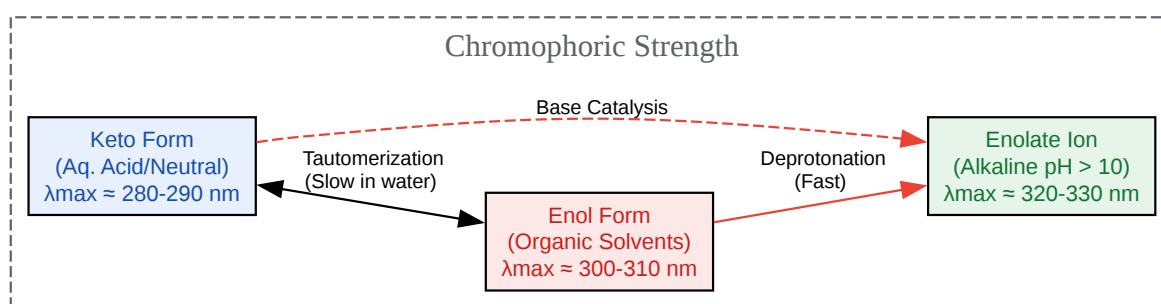 Chromophoric Strength
Base Catalysis
Keto Form
(Aq. Acid/Neutral)
λmax ≈ 280-290 nm
Tautomerization
(Slow in water)
Enol Form
(Organic Solvents)
λmax ≈ 300-310 nm
Deprotonation
(Fast)
Enolate Ion
(Alkaline pH > 10)
λmax ≈ 320-330 nm